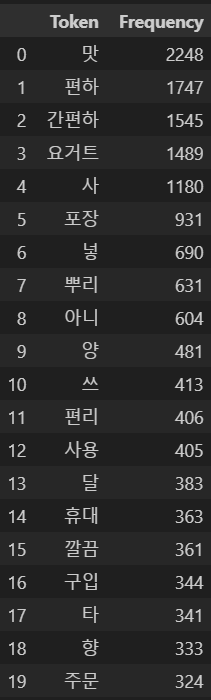 Token Frequency
0 맛 2248
1 편하 1747
2 간편하 1545
3 요거트 1489
4 사 1180
5 포장 931
6 넣 690
7 뿌리 631
8 아니 604
9 양 481
10 쓰 413
11 편리 406
12 사용 405
13 달 383
14 휴대 363
15 깔끔 361
16 구입 344
17 타 341
18 향 333
19 주문 324